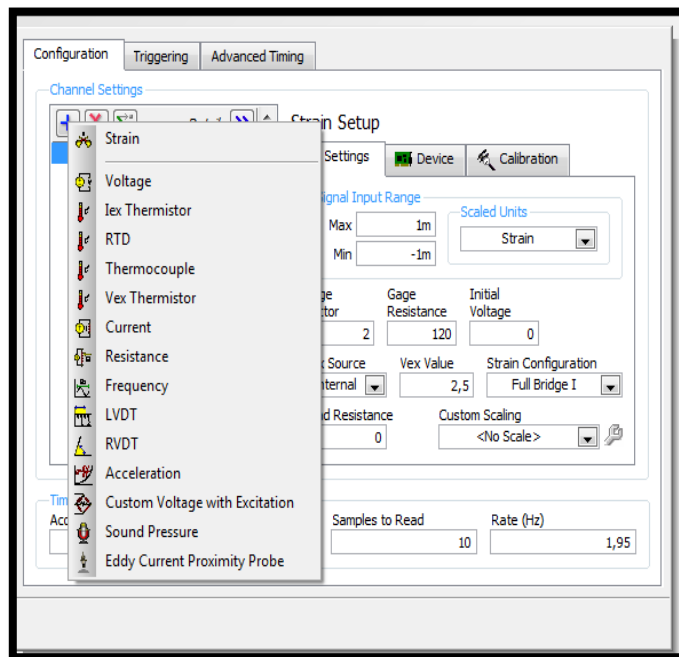 Configuration
Triggering
Advanced Timing
Channel Settings
Strain Setup
Strain
Voltage
Iex Thermistor
RTD
Thermocouple
Vex Thermistor
Current
Resistance
Frequency
LVDT
RVDT
Acceleration
Custom Voltage with Excitation
Sound Pressure
Eddy Current Proximity Probe
Settings
Device
Calibration
Signal Input Range
Max
1m
Min
-1m
Scaled Units
Strain
Gage Resistance
Initial Voltage
2
120
0
Source
Vex Value
Strain Configuration
2,5
Full Bridge I
Resistance
Custom Scaling
0
<No Scale>
Samples to Read
Rate (Hz)
10
1,95